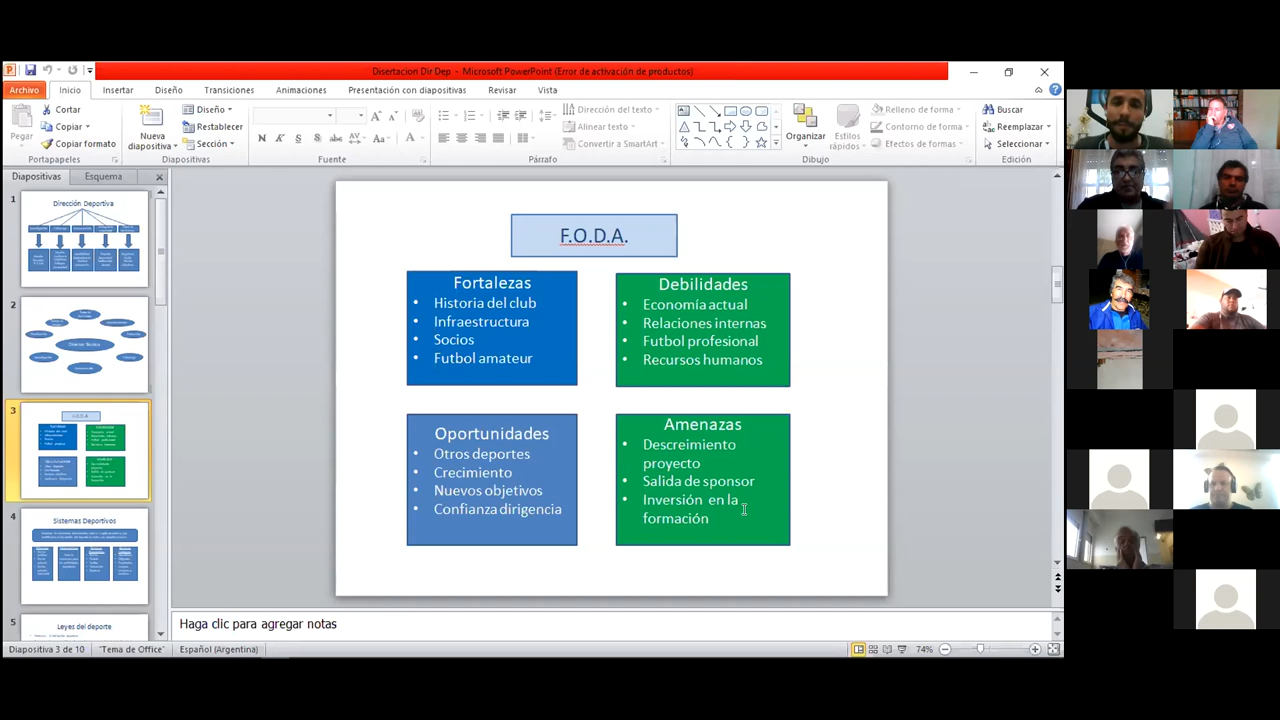 Disertacion Dir Dep - Microsoft PowerPoint (Error de activación de productos)
Archivo Inicio Insertar Diseño Transiciones Animaciones Presentación con diapositivas Revisar Vista
Pegar
Cortar
Copiar
Copiar formato
Portapapeles
Nueva
diapositiva
Diseño
Restablecer
Sección
Diapositivas
Fuente
Dirección del texto
Alinear texto
Convertir a SmartArt
Párrafo
Organizar
Estilos
rápidos
Relleno de forma
Contorno de forma
Efectos de formas
Dibujo
Buscar
Reemplazar
Seleccionar
Edición
Diapositivas Esquema
1
Dirección Deportiva
2
3
F.O.D.A.
4
Sistemas Deportivos
5
Leyes del deporte
F.O.D.A.
Fortalezas
• Historia del club
• Infraestructura
• Socios
• Futbol amateur
Debilidades
• Economía actual
• Relaciones internas
• Futbol profesional
• Recursos humanos
Oportunidades
• Otros deportes
• Crecimiento
• Nuevos objetivos
• Confianza dirigencia
Amenazas
• Descreimiento
proyecto
• Salida de sponsor
• Inversión en la
formación
Haga clic para agregar notas
Diapositiva 3 de 10 "Tema de Office" Español (Argentina) 74%